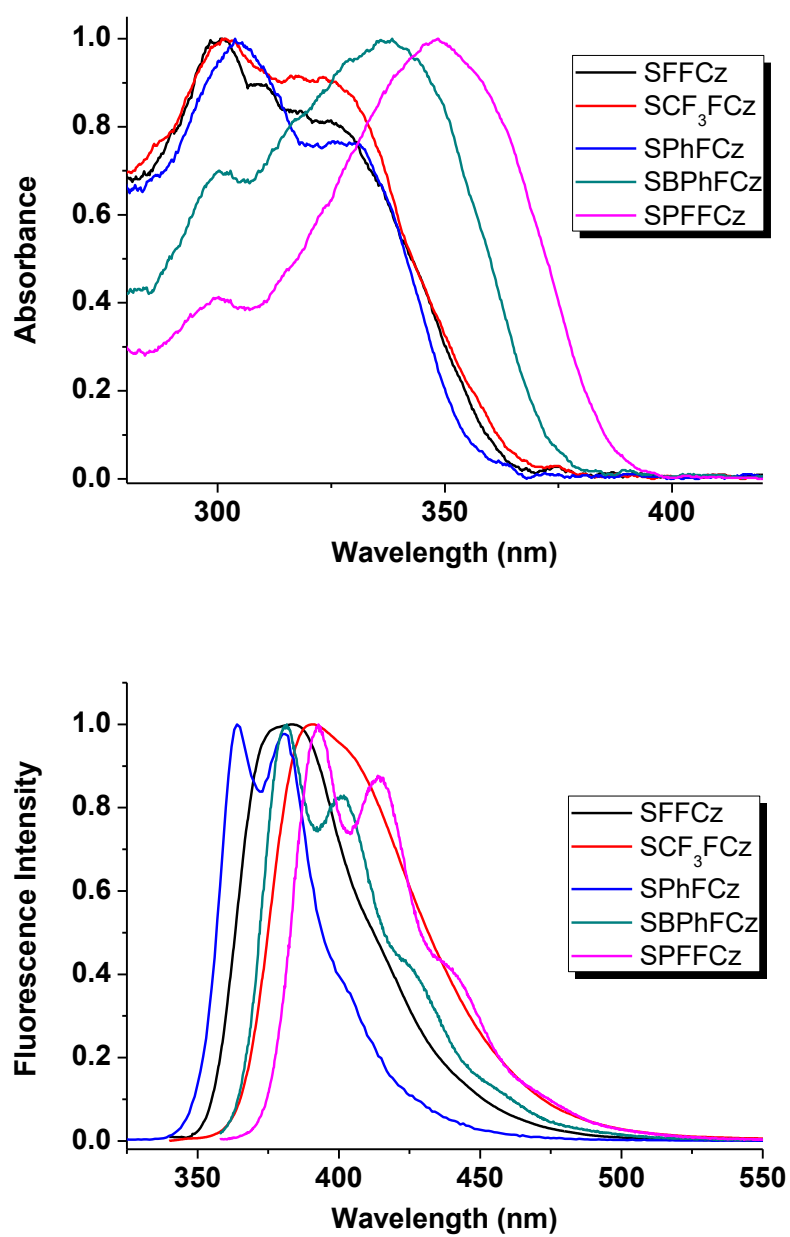 1.0
0.8
0.6
0.4
0.2
0.0
Absorbance
300
350
400
Wavelength (nm)
SFFCz
SCF₃FCz
SPhFCz
SBPhFCz
SPFFCz
1.0
0.8
0.6
0.4
0.2
0.0
Fluorescence Intensity
350
400
450
500
550
Wavelength (nm)
SFFCz
SCF₃FCz
SPhFCz
SBPhFCz
SPFFCz